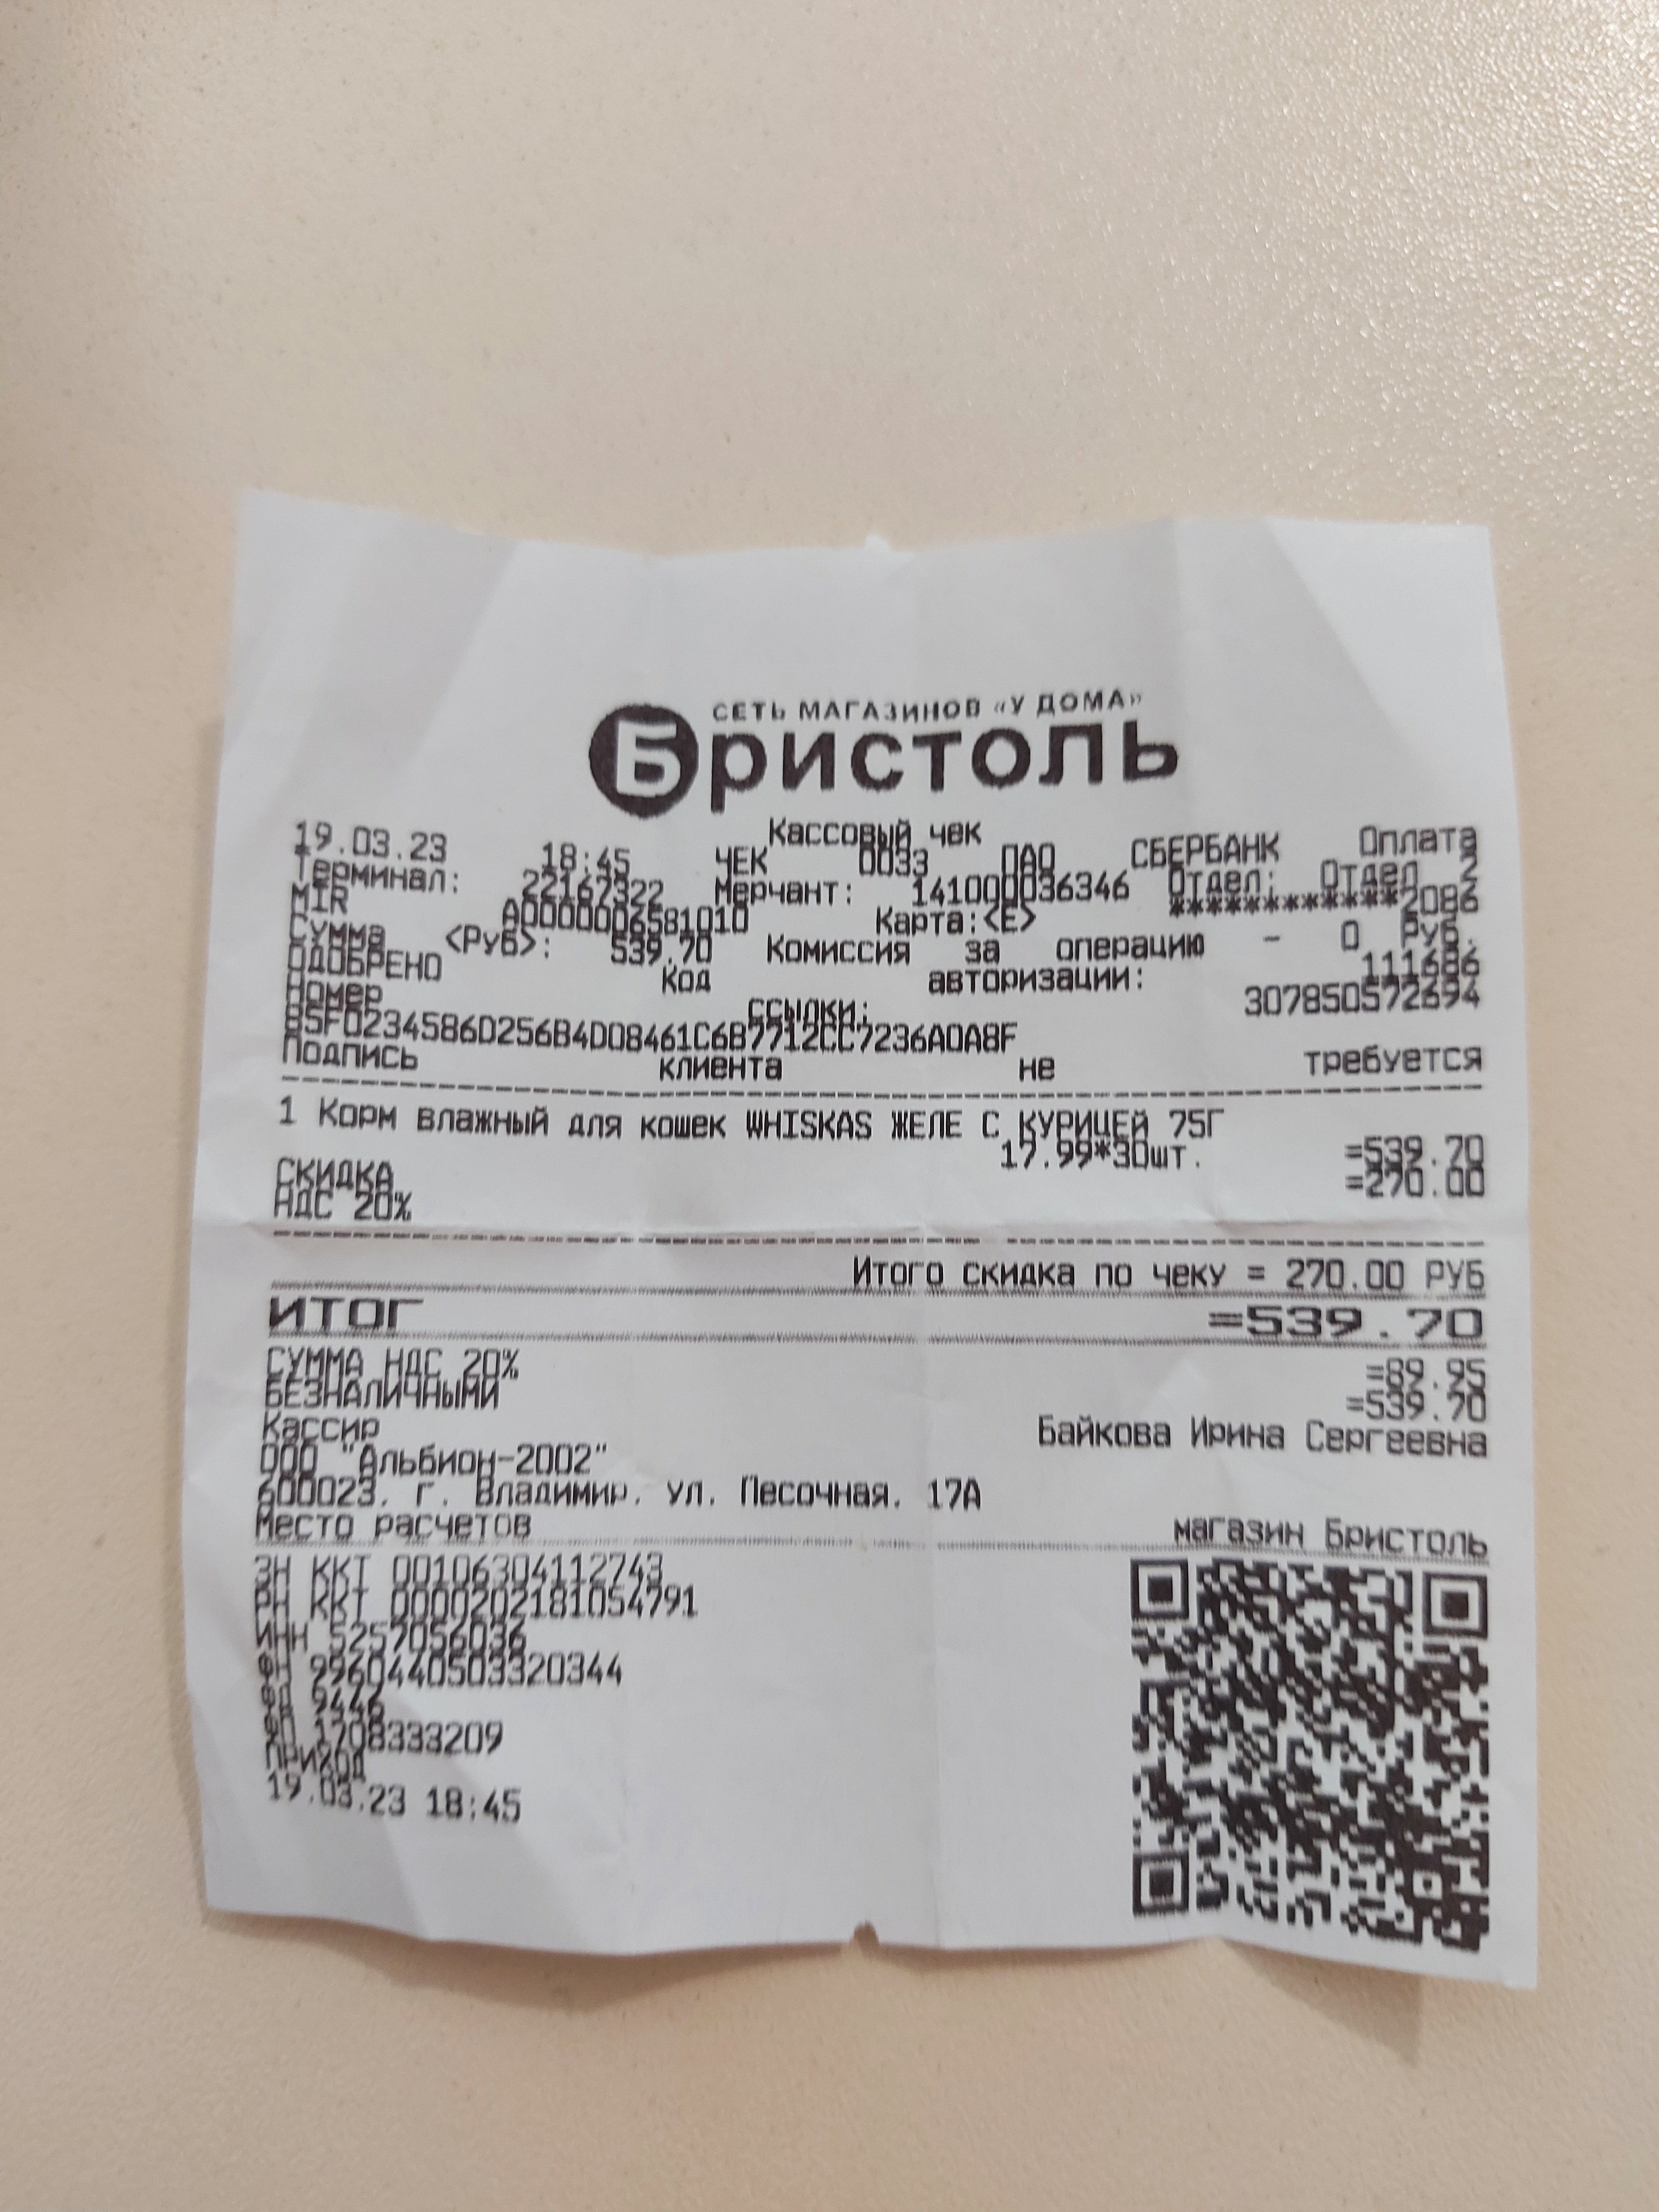 СЕТЬ МАГАЗИНОВ «У ДОМА»
Бристоль
Кассовый чек
19.03.23 18:45 ЧЕК 0033 ПАО СБЕРБАНК Оплата
Терминал: 22167322 Мерчант: 141000036346 Отдел: Отдел 2
MIR A0000006581010 Карта:<E> ************2086
Сумма <Руб>: 539.70 Комиссия за операцию - 0 Руб.
ОДОБРЕНО Код авторизации: 111686
Номер ссылки: 307850572694
B5F0234586D256B4D08461C6B7712CC7236A0A8F
Подпись клиента не требуется
1 Корм влажный для кошек WHISKAS ЖЕЛЕ С КУРИЦЕЙ 75Г
17.99*30шт. =539.70
СКИДКА =270.00
НДС 20%
Итого скидка по чеку = 270.00 РУБ
ИТОГ =539.70
СУММА НДС 20% =89.95
БЕЗНАЛИЧНЫМИ =539.70
Кассир Байкова Ирина Сергеевна
ООО "Альбион-2002"
600023, г. Владимир, ул. Песочная, 17А
Место расчетов магазин Бристоль
ЗН ККТ 00106304112743
РН ККТ 0000202181054791
ИНН 5257056036
ФН 9960440503320344
ФД 9446
ФП 1708333209
ПРИХОД
19.03.23 18:45